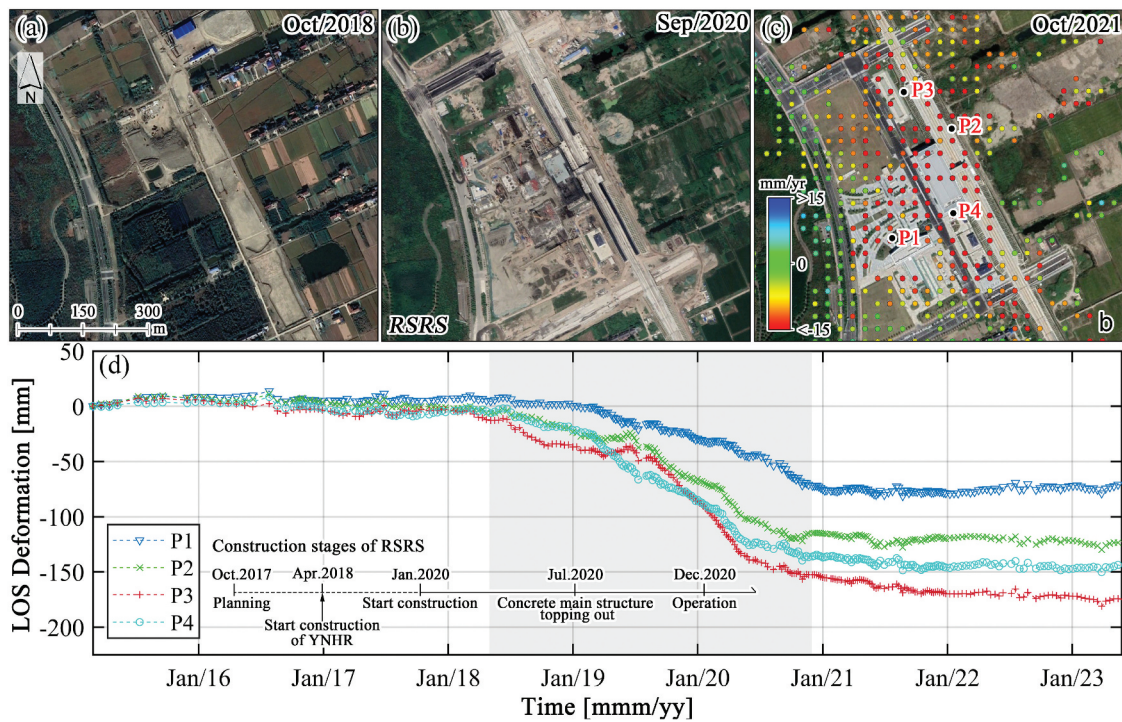 (a)
Oct/2018
N
0
150
300
m
(b)
Sep/2020
RSRS
(c)
Oct/2021
P3
P2
P4
P1
mm/yr
>15
0
<-15
b
(d)
LOS Deformation [mm]
50
0
-50
-100
-150
-200
P1
P2
P3
P4
Construction stages of RSRS
Oct.2017
Apr.2018
Jan.2020
Jul.2020
Dec.2020
Planning
Start construction
Concrete main structure
topping out
Operation
Start construction
of YNHR
Jan/16
Jan/17
Jan/18
Jan/19
Jan/20
Jan/21
Jan/22
Jan/23
Time [mmm/yy]